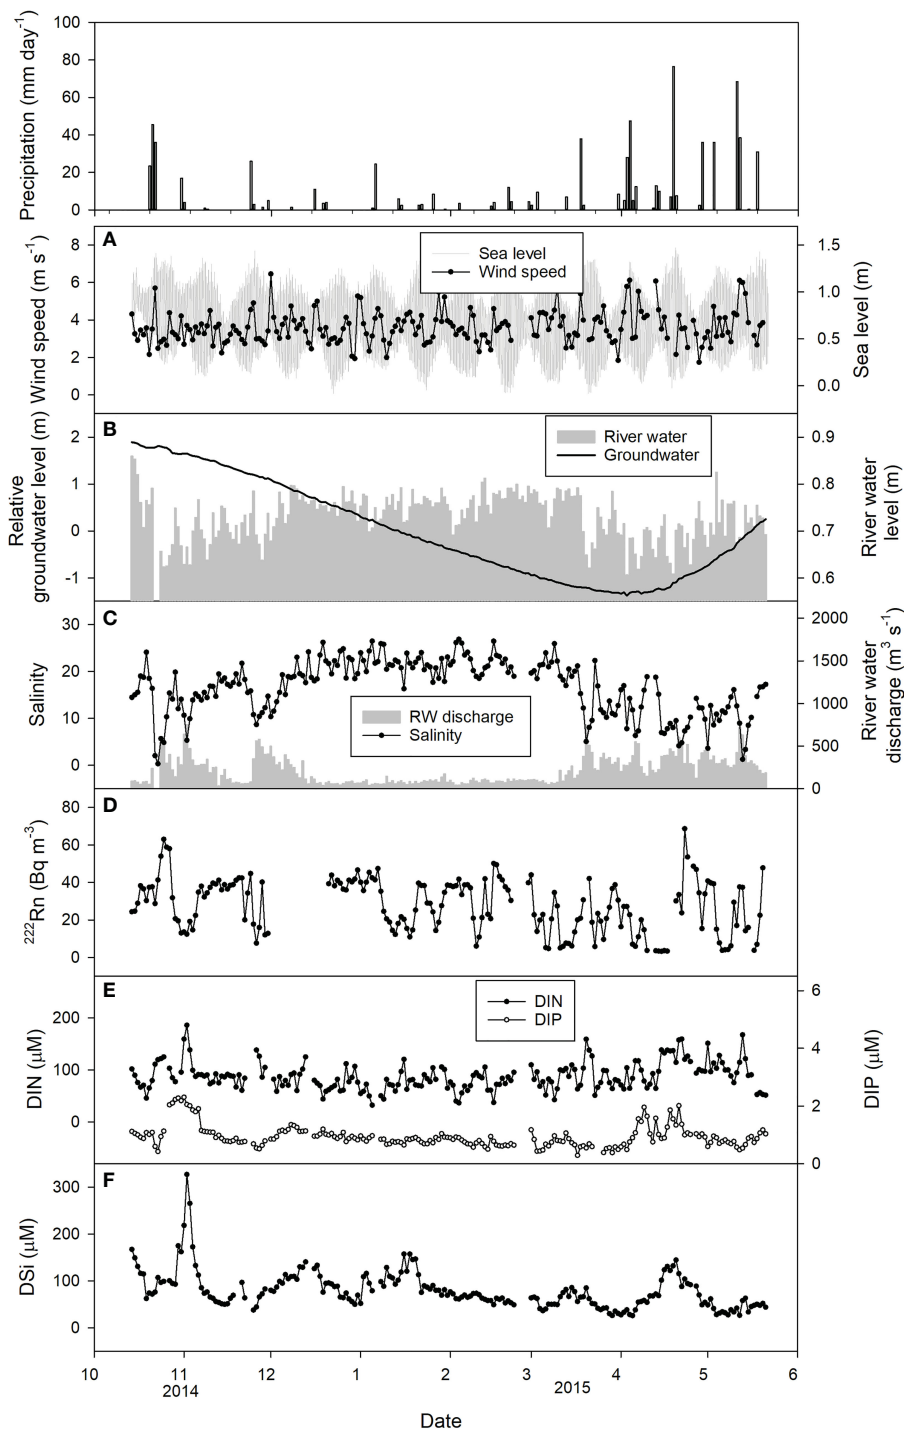 Precipitation (mm day⁻¹)
100
80
60
40
20
0
A
Wind speed (m s⁻¹)
8
6
4
2
0
Sea level
Wind speed
1.5
1.0
0.5
0.0
Sea level (m)
B
Relative
groundwater level (m)
2
1
0
-1
River water
Groundwater
0.9
0.8
0.7
0.6
River water
level (m)
C
Salinity
30
20
10
0
RW discharge
Salinity
2000
1500
1000
500
0
River water
discharge (m³ s⁻¹)
D
²²²Rn (Bq m⁻³)
80
60
40
20
0
E
DIN (µM)
200
100
0
DIN
DIP
6
4
2
0
DIP (µM)
F
DSi (µM)
300
200
100
0
10 11 12 1 2 3 4 5 6
2014 2015
Date